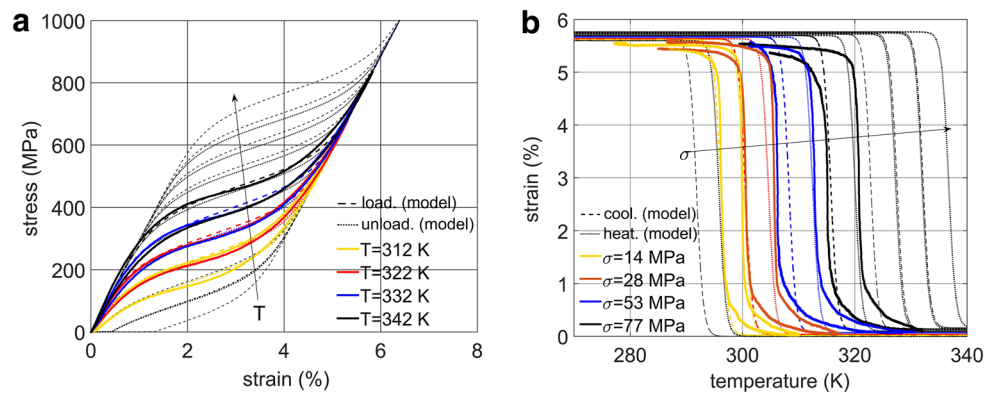 a
1000
800
600
400
200
0
stress (MPa)
load. (model)
unload. (model)
T=312 K
T=322 K
T=332 K
T=342 K
T
0 2 4 6 8
strain (%)
b
6
5
4
3
2
1
0
strain (%)
σ
cool. (model)
heat. (model)
σ=14 MPa
σ=28 MPa
σ=53 MPa
σ=77 MPa
280 300 320 340
temperature (K)